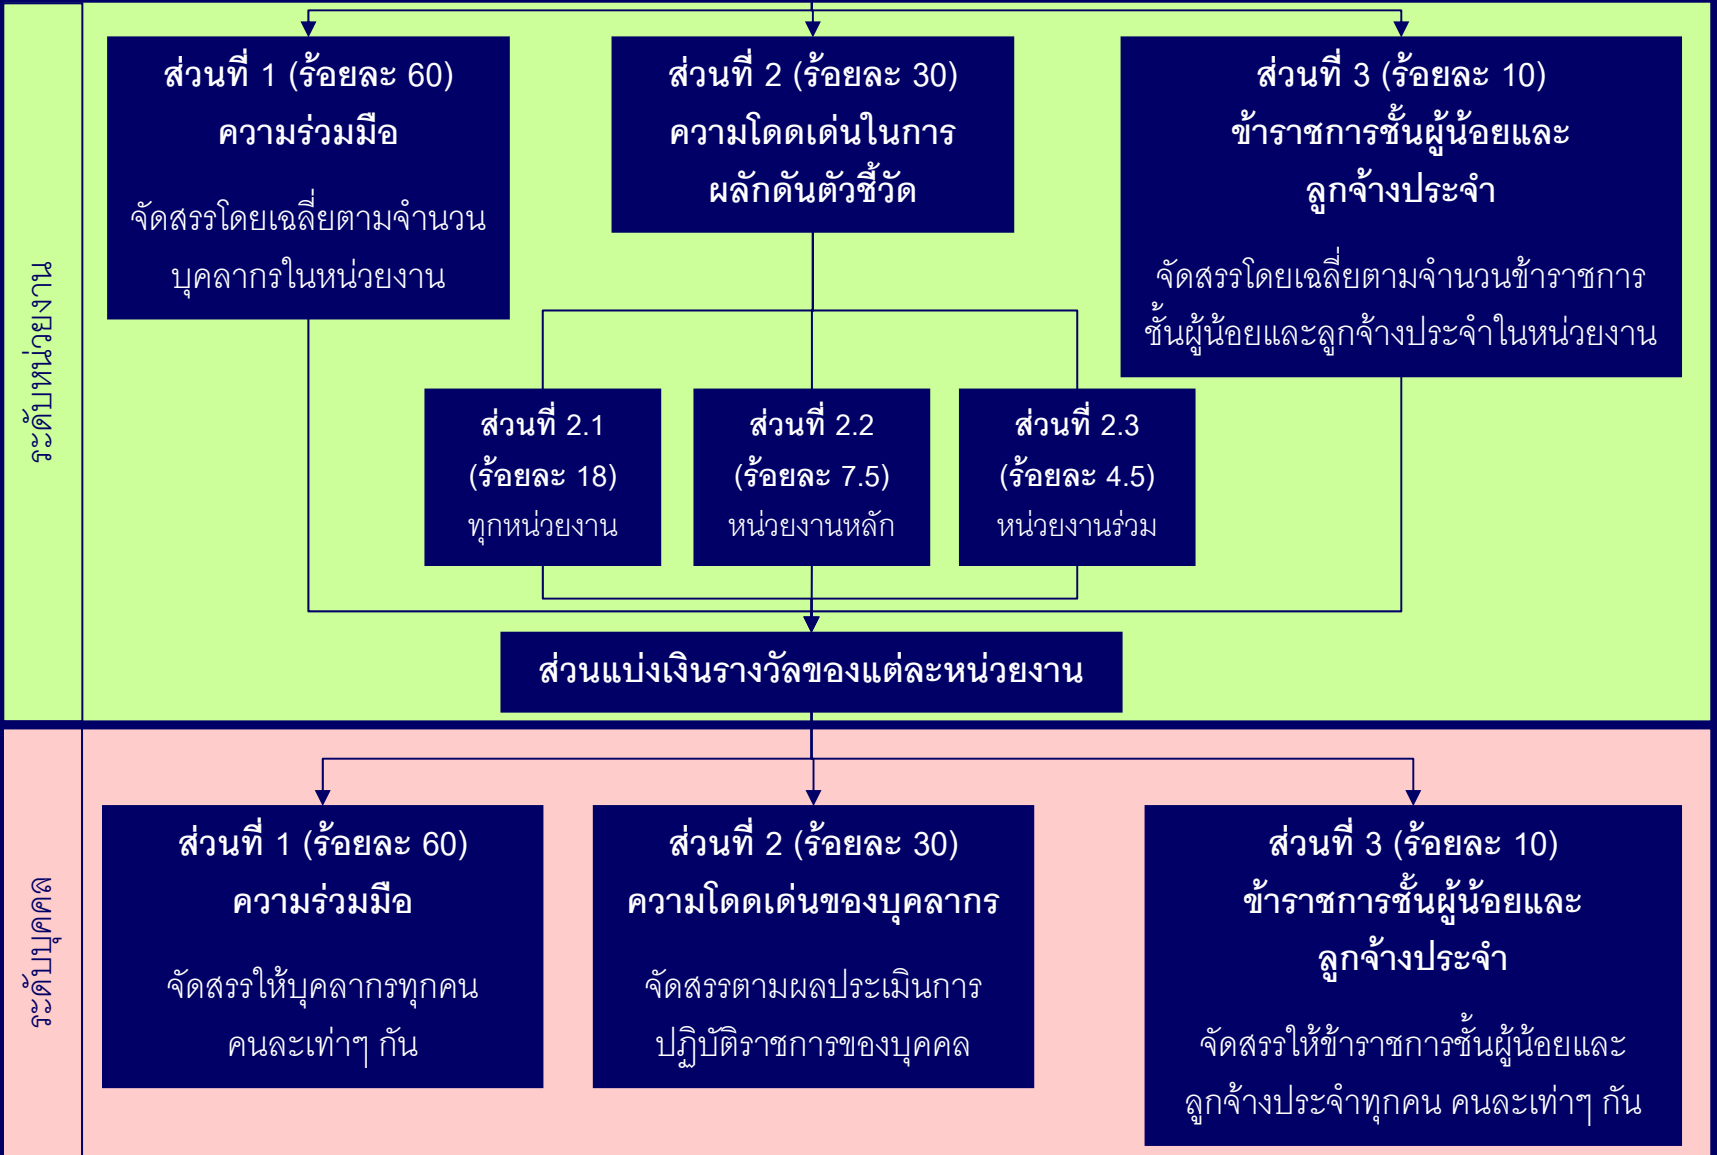 ระดับหน่วยงาน
ส่วนที่ 1 (ร้อยละ 60)
ความร่วมมือ
จัดสรรโดยเฉลี่ยตามจำนวน
บุคลากรในหน่วยงาน
ส่วนที่ 2 (ร้อยละ 30)
ความโดดเด่นในการ
ผลักดันตัวชี้วัด
ส่วนที่ 3 (ร้อยละ 10)
ข้าราชการชั้นผู้น้อยและ
ลูกจ้างประจำ
จัดสรรโดยเฉลี่ยตามจำนวนข้าราชการ
ชั้นผู้น้อยและลูกจ้างประจำในหน่วยงาน
ส่วนที่ 2.1
(ร้อยละ 18)
ทุกหน่วยงาน
ส่วนที่ 2.2
(ร้อยละ 7.5)
หน่วยงานหลัก
ส่วนที่ 2.3
(ร้อยละ 4.5)
หน่วยงานร่วม
ส่วนแบ่งเงินรางวัลของแต่ละหน่วยงาน
ระดับบุคคล
ส่วนที่ 1 (ร้อยละ 60)
ความร่วมมือ
จัดสรรให้บุคลากรทุกคน
คนละเท่าๆ กัน
ส่วนที่ 2 (ร้อยละ 30)
ความโดดเด่นของบุคลากร
จัดสรรตามผลประเมินการ
ปฏิบัติราชการของบุคคล
ส่วนที่ 3 (ร้อยละ 10)
ข้าราชการชั้นผู้น้อยและ
ลูกจ้างประจำ
จัดสรรให้ข้าราชการชั้นผู้น้อยและ
ลูกจ้างประจำทุกคน คนละเท่าๆ กัน